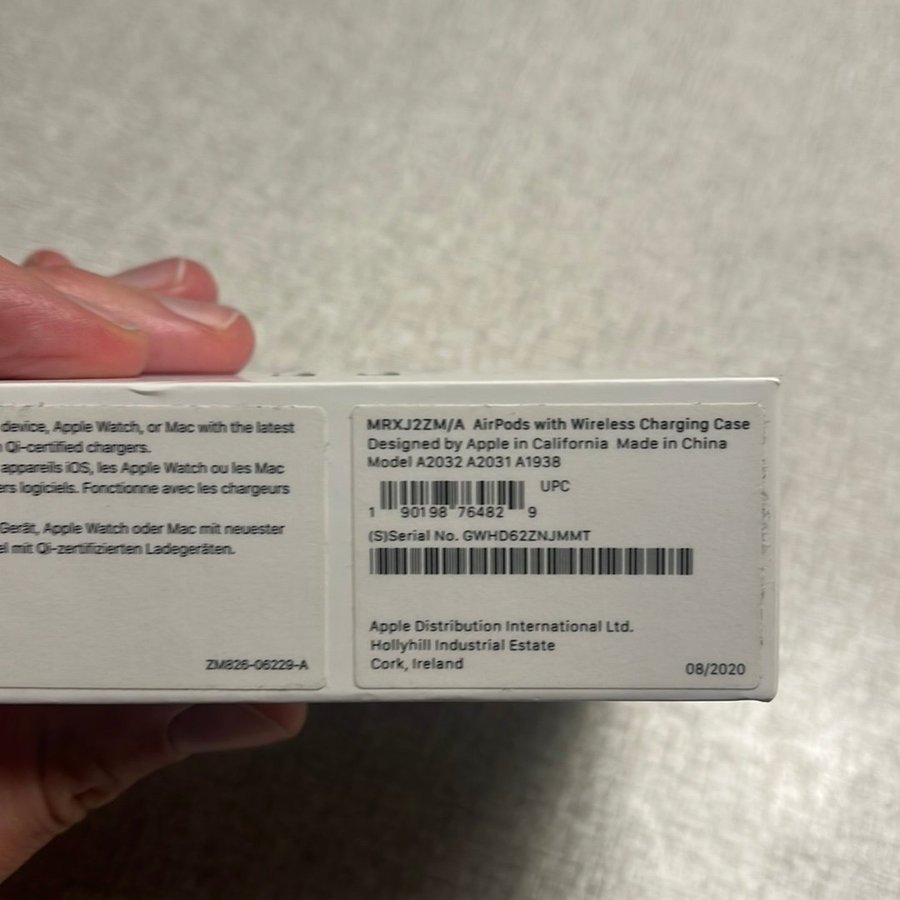 device, Apple Watch, or Mac with the latest
Qi-certified chargers.
appareils iOS, les Apple Watch ou les Mac
logiciels. Fonctionne avec les chargeurs
Gerät, Apple Watch oder Mac mit neuester
mit Qi-zertifizierten Ladegeräten.
ZM826-06229-A
MRXJ2ZM/A AirPods with Wireless Charging Case
Designed by Apple in California Made in China
Model A2032 A2031 A1938
UPC
1 90198 76482 9
(S)Serial No. GWHD62ZNJMMT
Apple Distribution International Ltd.
Hollyhill Industrial Estate
Cork, Ireland
08/2020